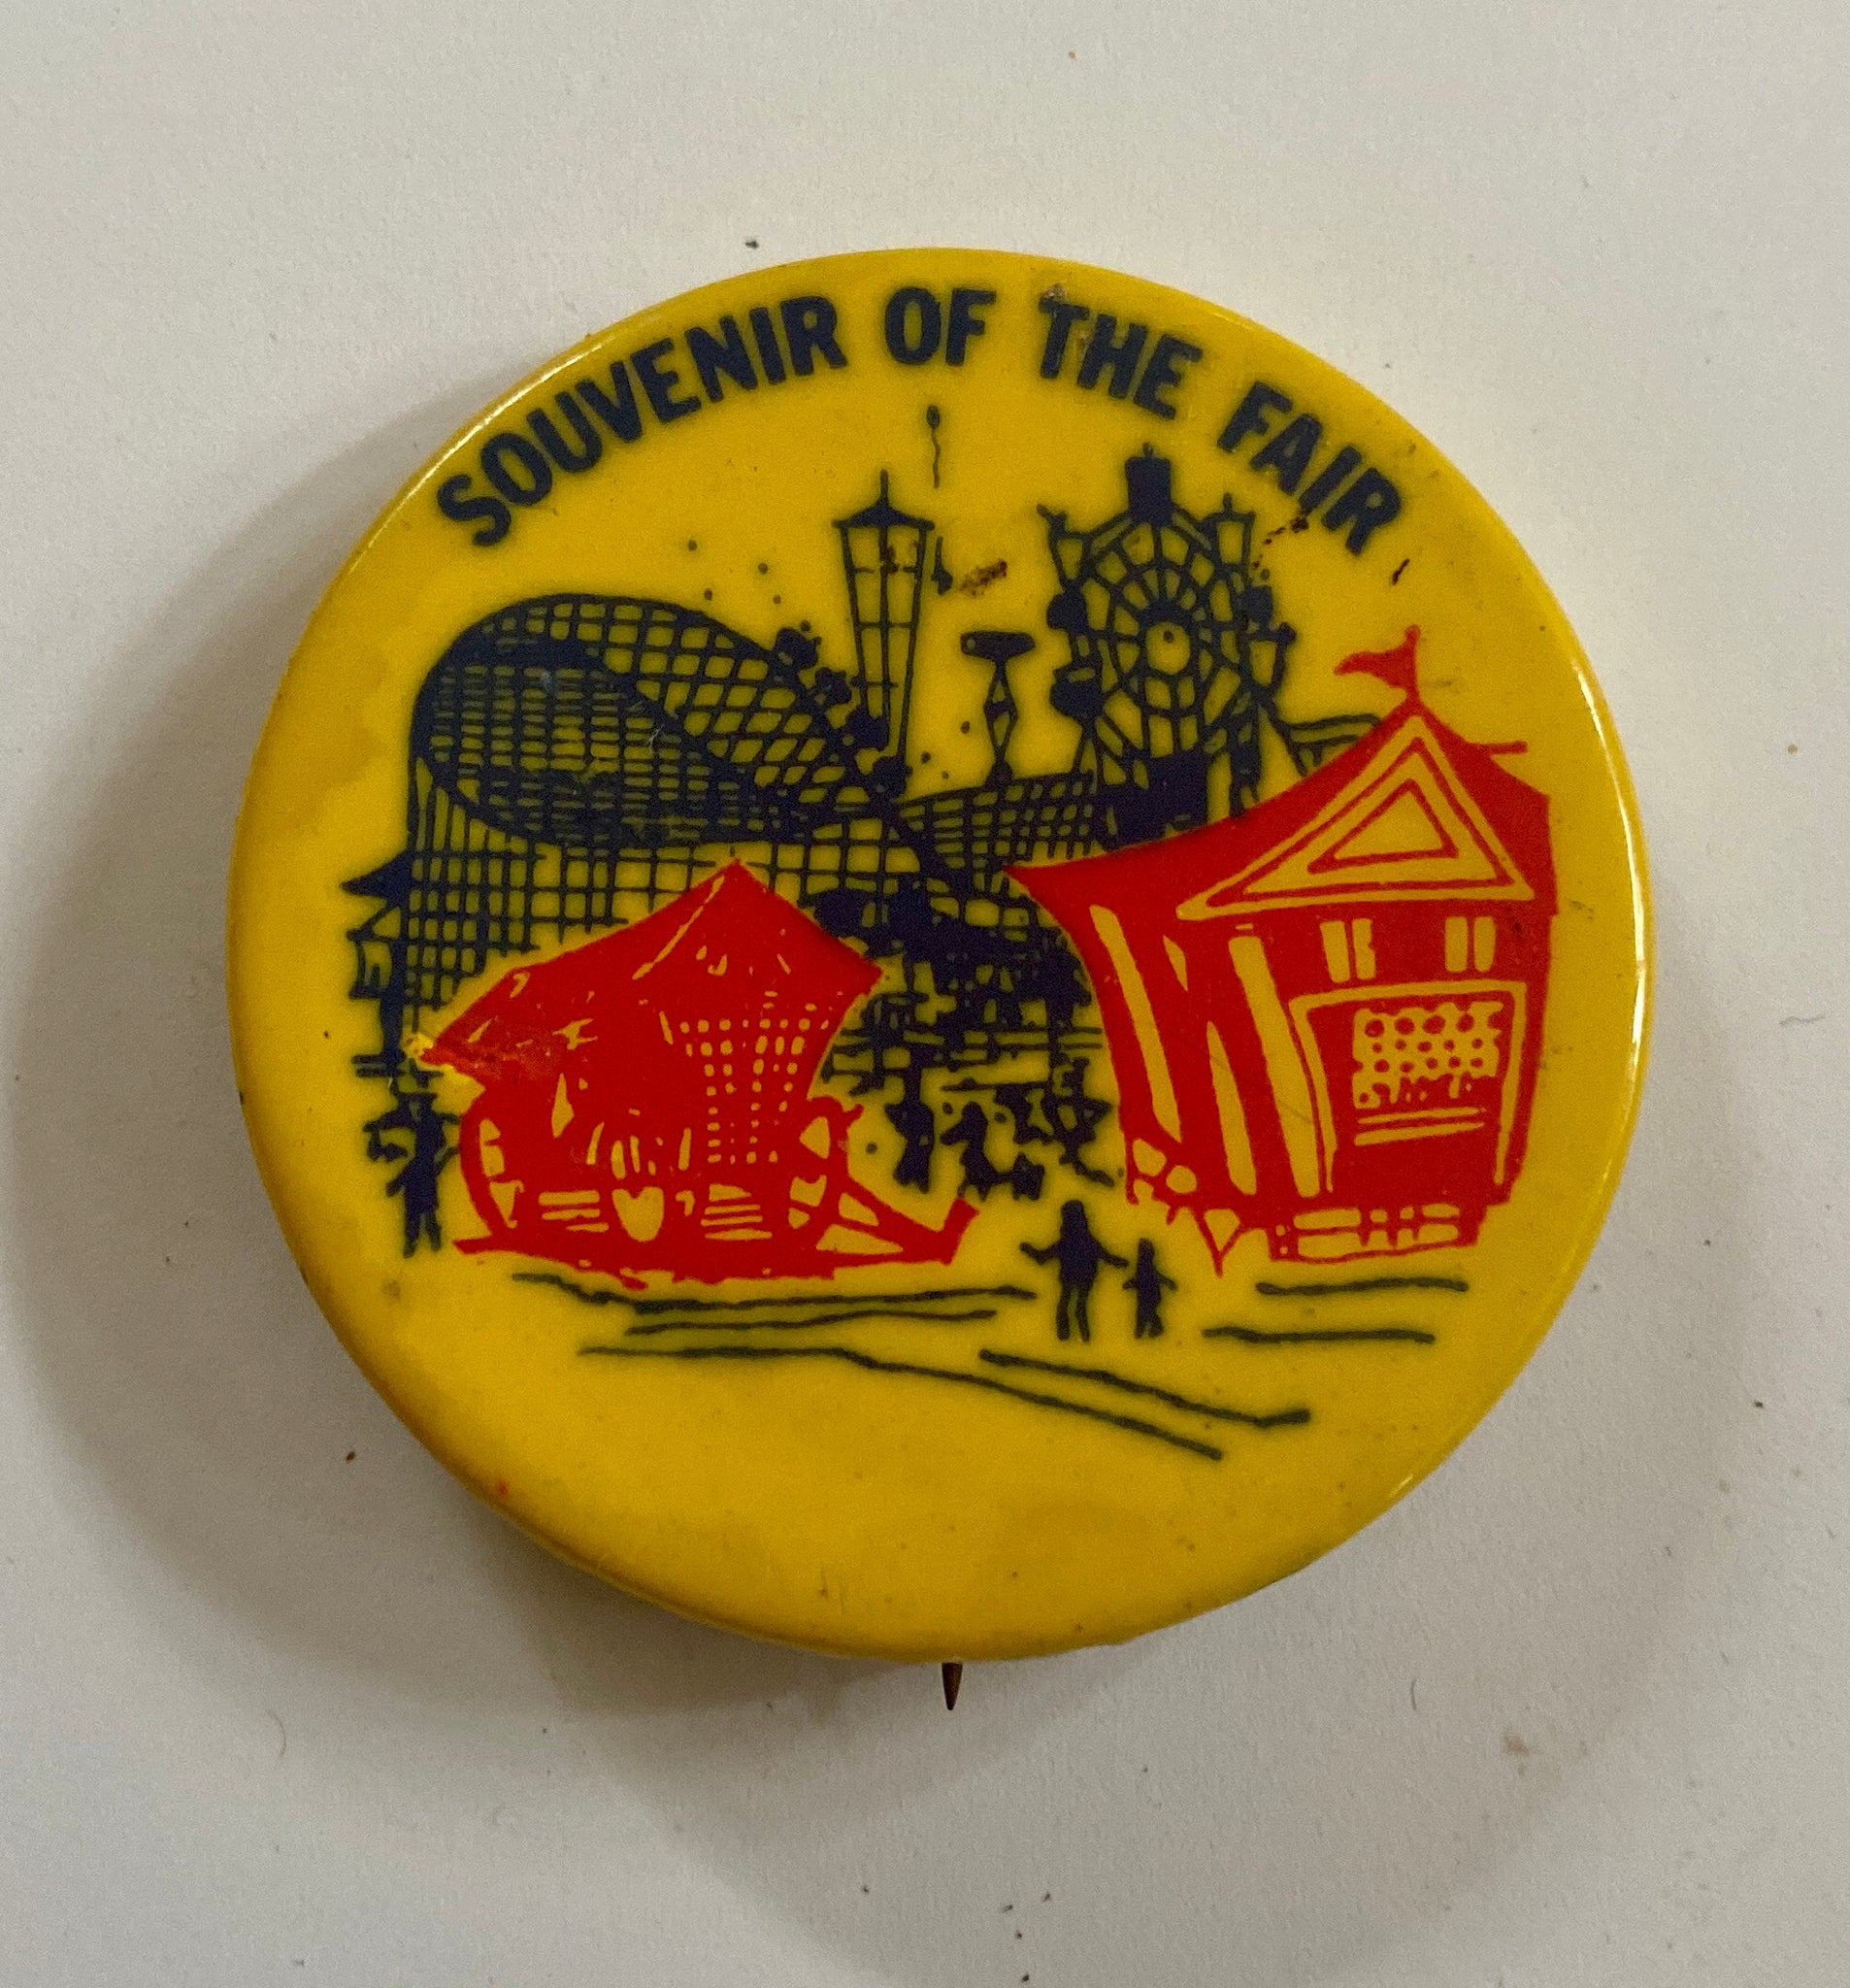 SOUVENIR OF THE FAIR